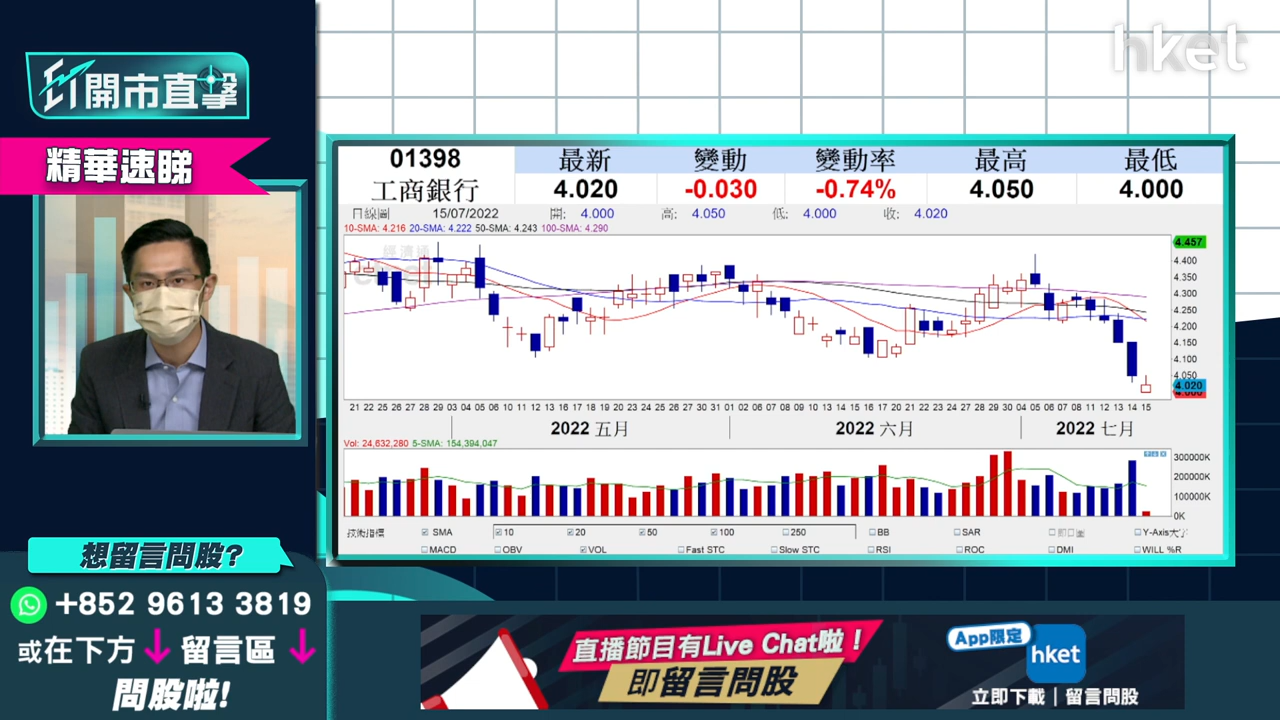 hket
ET開市直擊
精華速睇
01398 最新 變動 變動率 最高 最低
工商銀行 4.020 -0.030 -0.74% 4.050 4.000
日線圖 15/07/2022 開: 4.000 高: 4.050 低: 4.000 收: 4.020
10-SMA: 4.216 20-SMA: 4.222 50-SMA: 4.243 100-SMA: 4.290
經濟通
4.457
4.400
4.350
4.300
4.250
4.200
4.150
4.100
4.050
4.020
4.000
21 22 25 26 27 28 29 03 04 05 06 10 11 12 13 16 17 18 19 20 23 24 25 26 27 30 31 01 02 06 07 08 09 10 13 14 15 16 17 20 21 22 23 24 27 28 29 30 04 05 06 07 08 11 12 13 14 15
2022 五月 2022 六月 2022 七月
Vol: 24,632,280 5-SMA: 154,394,047
300000K
200000K
100000K
0K
技術指標 SMA 10 20 50 100 250 BB SAR Y-Axis大
MACD OBV VOL Fast STC Slow STC RSI ROC DMI WILL %R
想留言問股?
+852 9613 3819
或在下方 留言區
問股啦!
直播節目有Live Chat啦!
即留言問股
App限定
hket
立即下載 | 留言問股